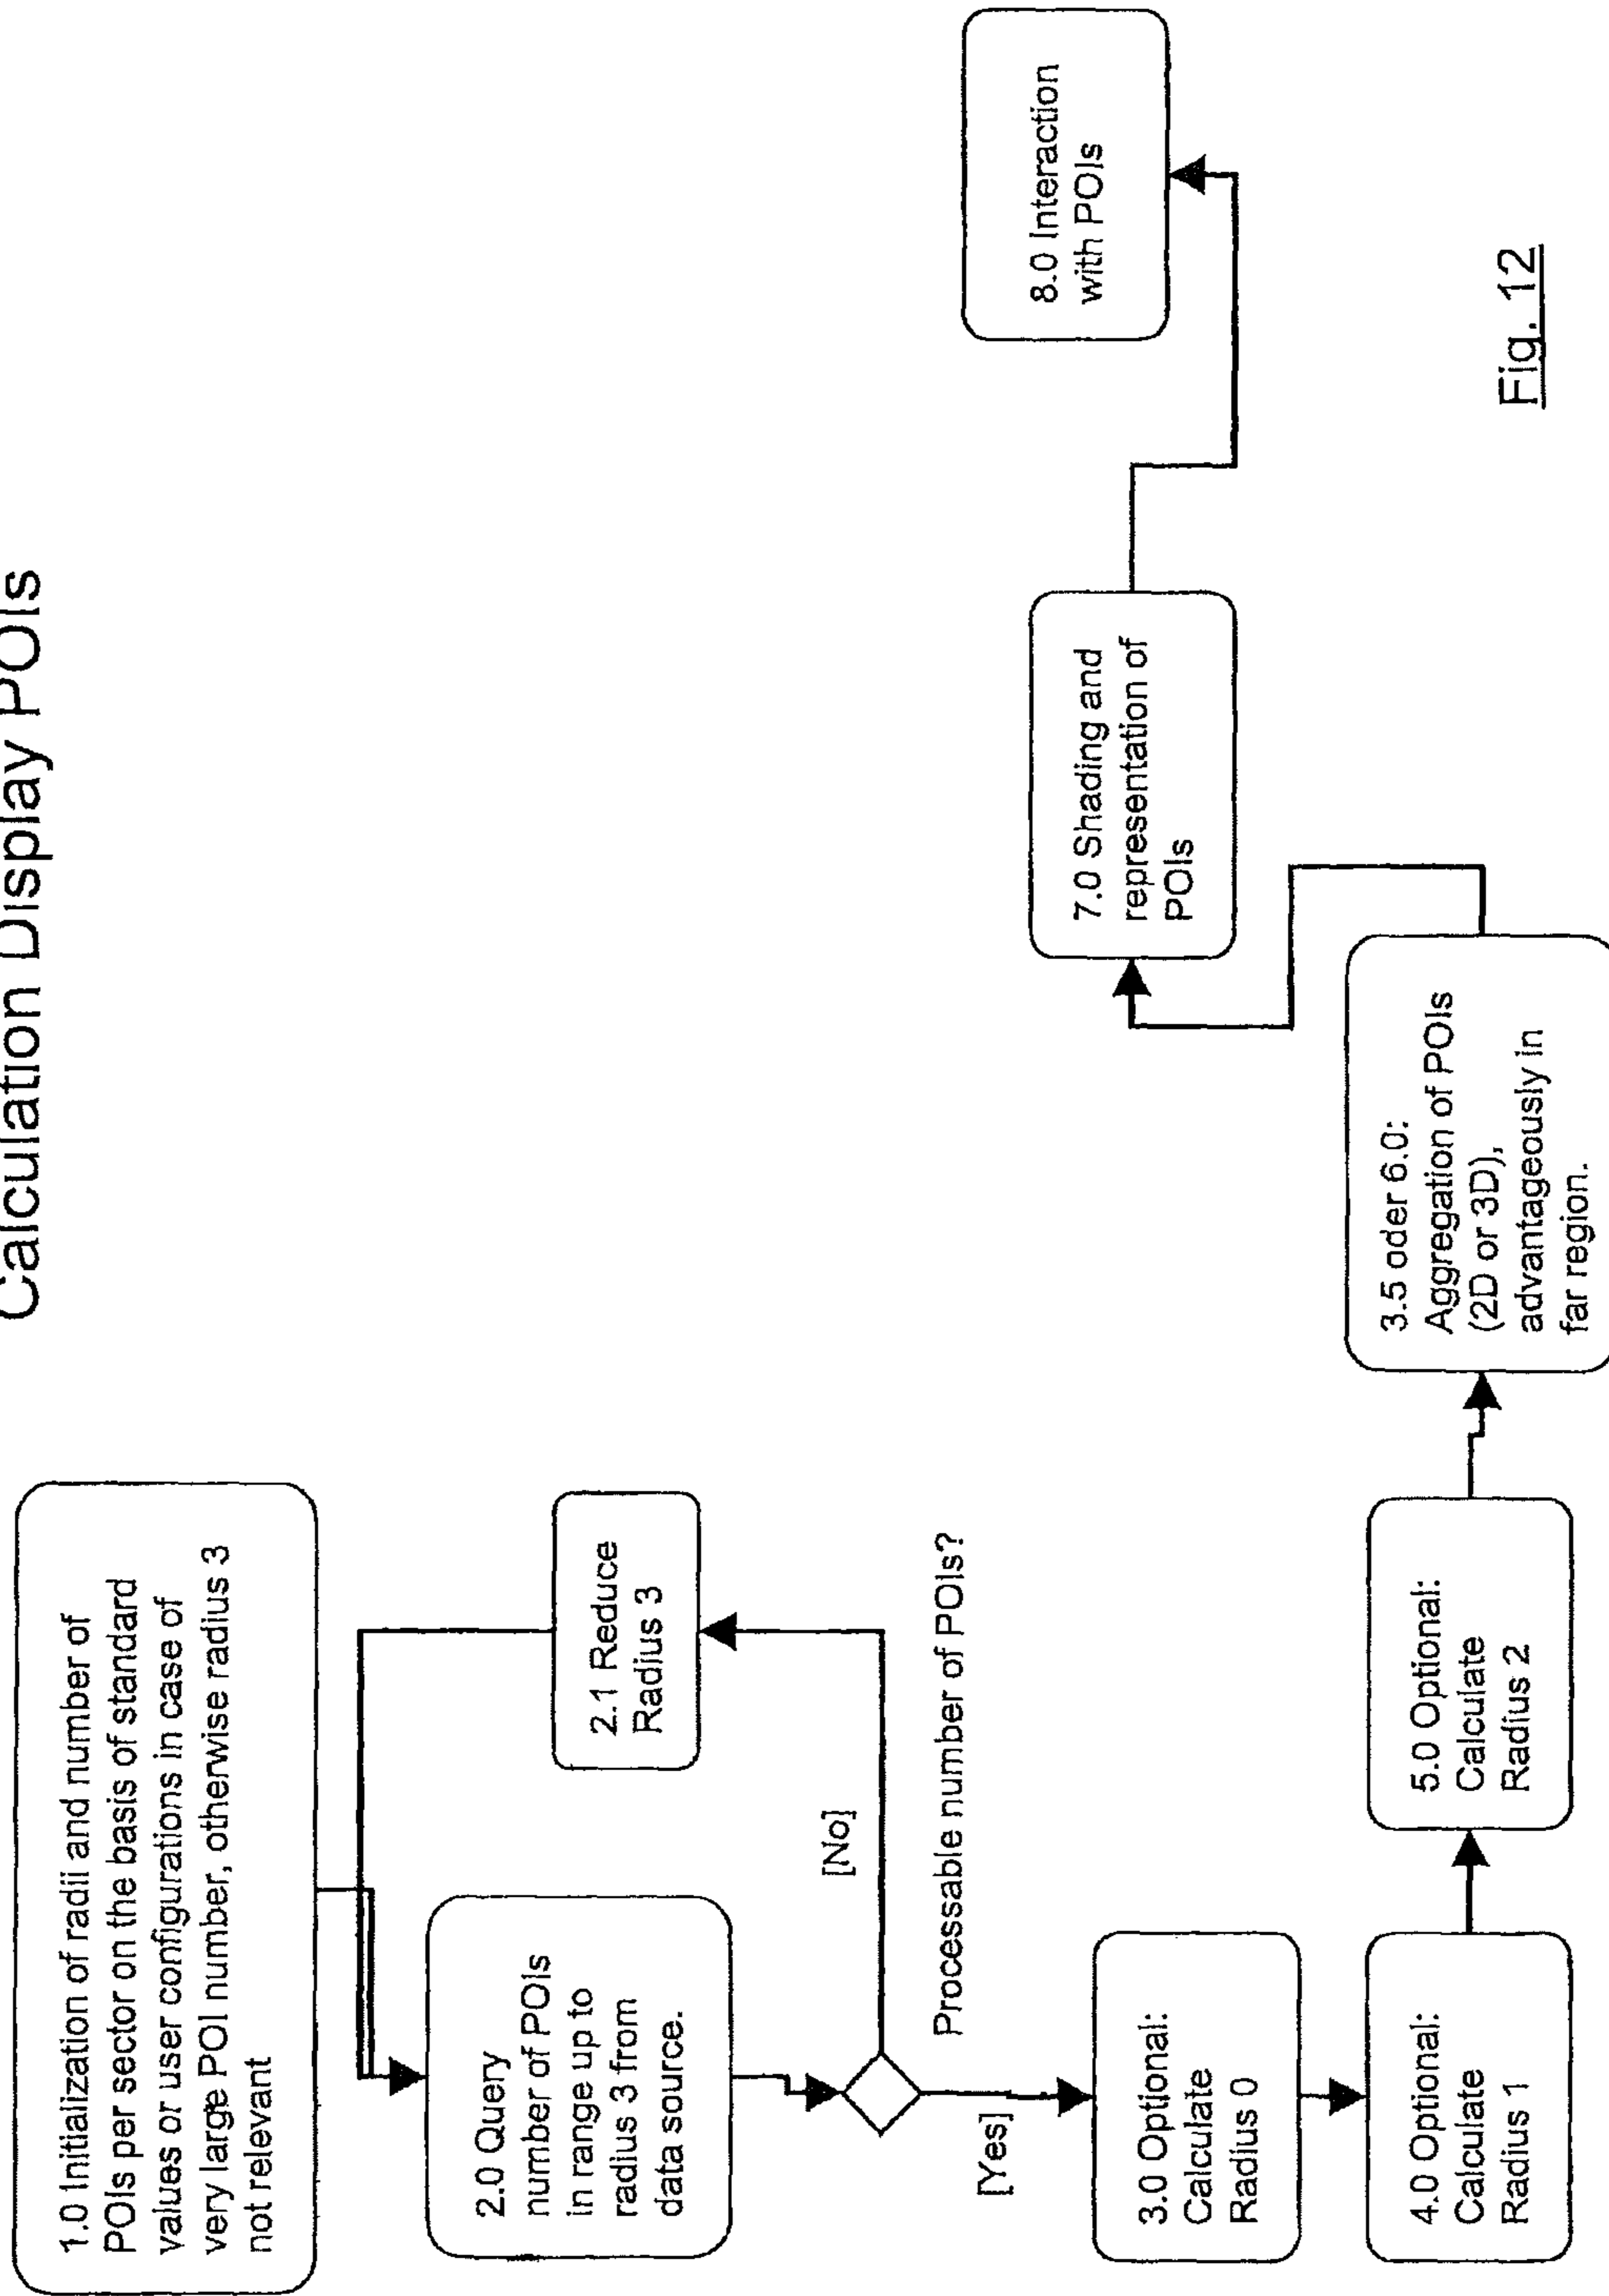 Calculation Display POIs
1.0 Initialization of radii and number of
POIs per sector on the basis of standard
values or user configurations in case of
very large POI number, otherwise radius 3
not relevant
2.0 Query
number of POIs
in range up to
radius 3 from
data source.
2.1 Reduce
Radius 3
[No]
Processable number of POIs?
[Yes]
3.0 Optional:
Calculate
Radius 0
4.0 Optional:
Calculate
Radius 1
5.0 Optional:
Calculate
Radius 2
3.5 oder 6.0:
Aggregation of POIs
(2D or 3D),
advantageously in
far region.
7.0 Shading and
representation of
POIs
8.0 Interaction
with POIs
Fig. 12